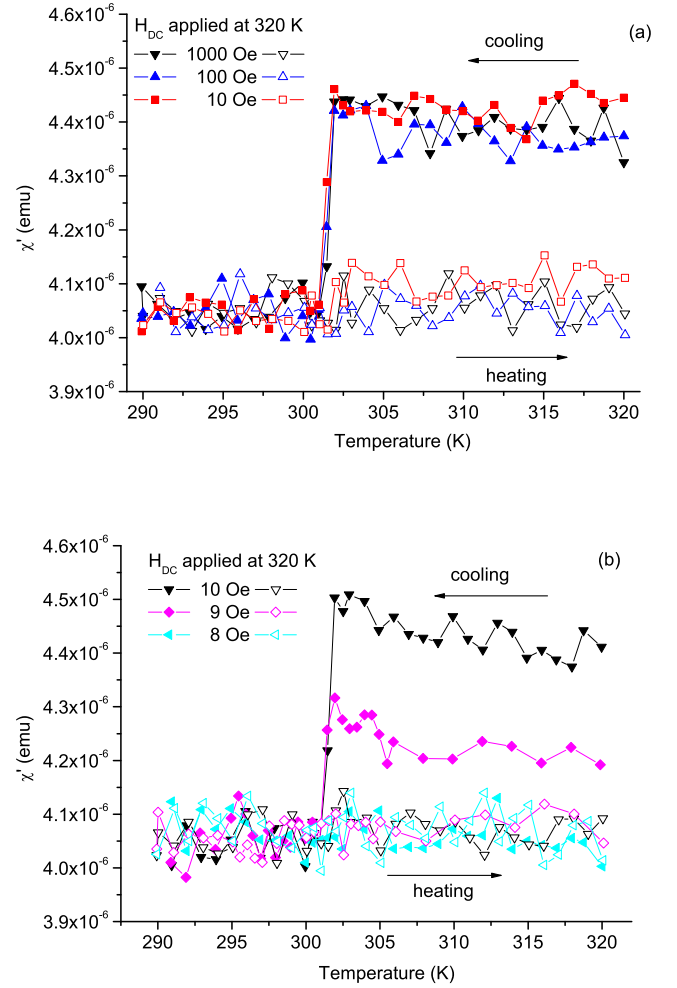 (a)
H_DC applied at 320 K
1000 Oe
100 Oe
10 Oe
cooling
4.6x10^-6
4.5x10^-6
4.4x10^-6
4.3x10^-6
4.2x10^-6
4.1x10^-6
4.0x10^-6
3.9x10^-6
χ' (emu)
heating
290 295 300 305 310 315 320
Temperature (K)
(b)
H_DC applied at 320 K
10 Oe
9 Oe
8 Oe
cooling
4.6x10^-6
4.5x10^-6
4.4x10^-6
4.3x10^-6
4.2x10^-6
4.1x10^-6
4.0x10^-6
3.9x10^-6
χ' (emu)
heating
290 295 300 305 310 315 320
Temperature (K)